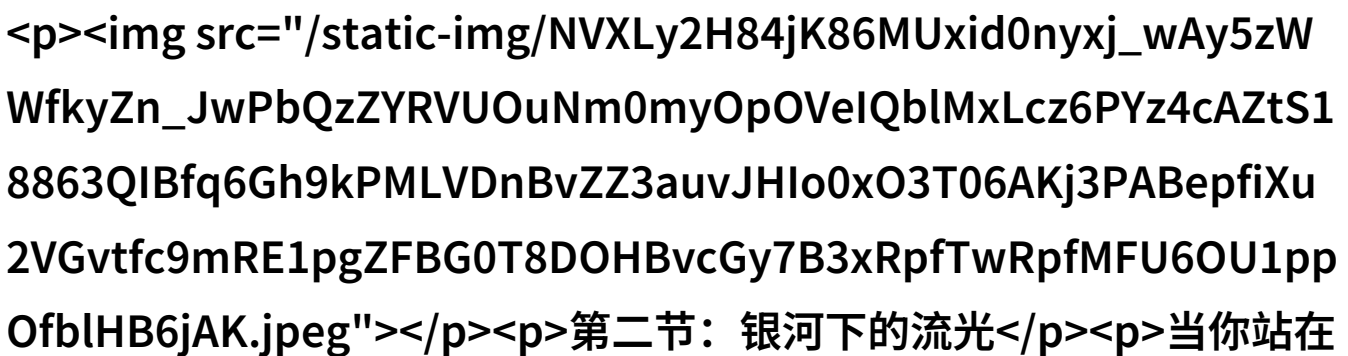 <p><img src="/static-img/NVXLy2H84jK86MUxid0nyxj_wAy5zW
WfkyZn_JwPbQzZYRVUOuNm0myOpOVeIQblMxLcz6PYz4cAZtS1
8863QIBfq6Gh9kPMLVDnBvZZ3auvJHIo0xO3T06AKj3PABepfiXu
2VGvtfc9mRE1pgZFBG0T8DOHBvcGy7B3xRpfTwRpfMFU6OU1pp
OfblHB6jAK.jpeg"></p><p>第二节：银河下的流光</p><p>当你站在